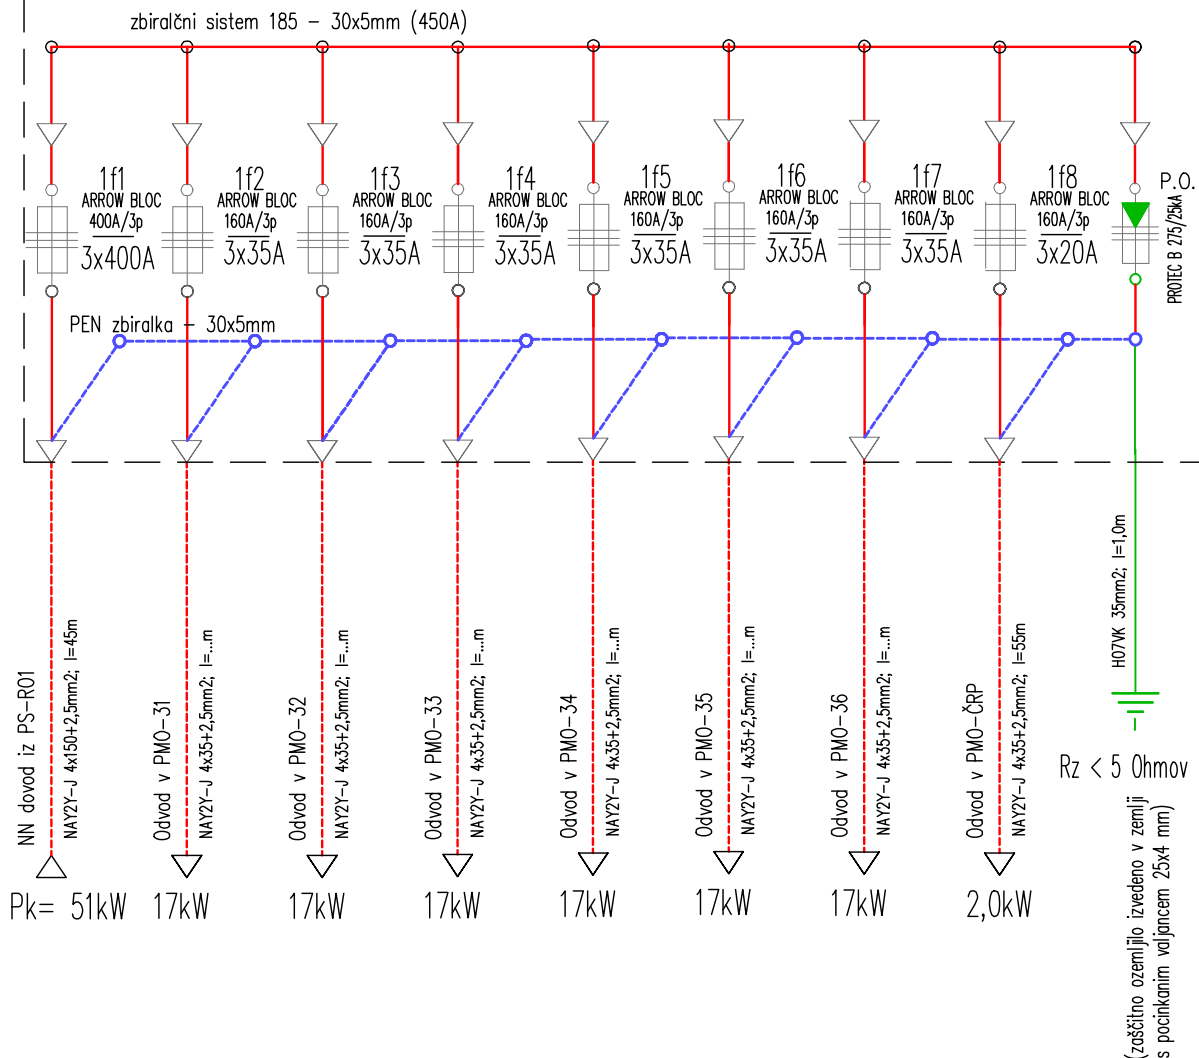 zbiralčni sistem 185 – 30x5mm (450A)
1f1
ARROW BLOC
400A/3p
3x400A
1f2
ARROW BLOC
160A/3p
3x35A
1f3
ARROW BLOC
160A/3p
3x35A
1f4
ARROW BLOC
160A/3p
3x35A
1f5
ARROW BLOC
160A/3p
3x35A
1f6
ARROW BLOC
160A/3p
3x35A
1f7
ARROW BLOC
160A/3p
3x35A
1f8
ARROW BLOC
160A/3p
3x20A
P.O.
PROTEC B 275/25kA
PEN zbiralka – 30x5mm
NN dovod iz PS-R01
NAY2Y-J 4x150+2,5mm2; l=45m
Odvod v PMO-31
NAY2Y-J 4x35+2,5mm2; l=...m
Odvod v PMO-32
NAY2Y-J 4x35+2,5mm2; l=...m
Odvod v PMO-33
NAY2Y-J 4x35+2,5mm2; l=...m
Odvod v PMO-34
NAY2Y-J 4x35+2,5mm2; l=...m
Odvod v PMO-35
NAY2Y-J 4x35+2,5mm2; l=...m
Odvod v PMO-36
NAY2Y-J 4x35+2,5mm2; l=...m
Odvod v PMO-ČRP
NAY2Y-J 4x35+2,5mm2; l=55m
H07VK 35mm2; l=1,0m
Rz < 5 Ohmov
(zaščitno ozemljilo izvedeno v zemlji
s pocinkanim valjancem 25x4 mm)
Pk= 51kW
17kW
17kW
17kW
17kW
17kW
17kW
2,0kW